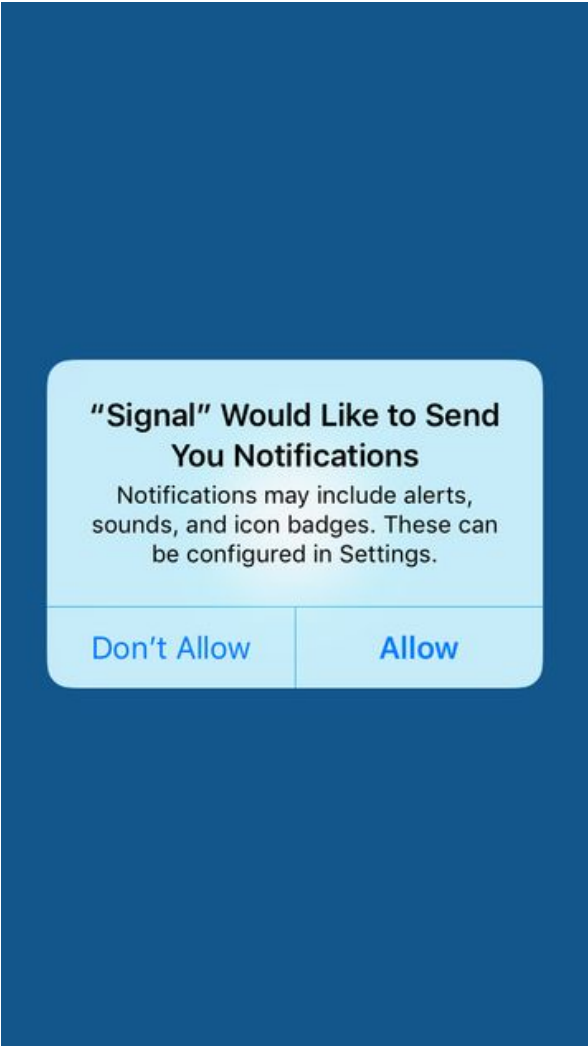 “Signal” Would Like to Send
You Notifications
Notifications may include alerts,
sounds, and icon badges. These can
be configured in Settings.
Don’t Allow
Allow